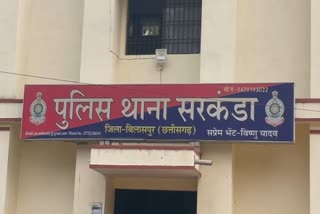 पुलिस थाना सरकंडा
जिला-बिलासपुर (छत्तीसगढ़)
सप्रेम भेंट-विष्णु यादव